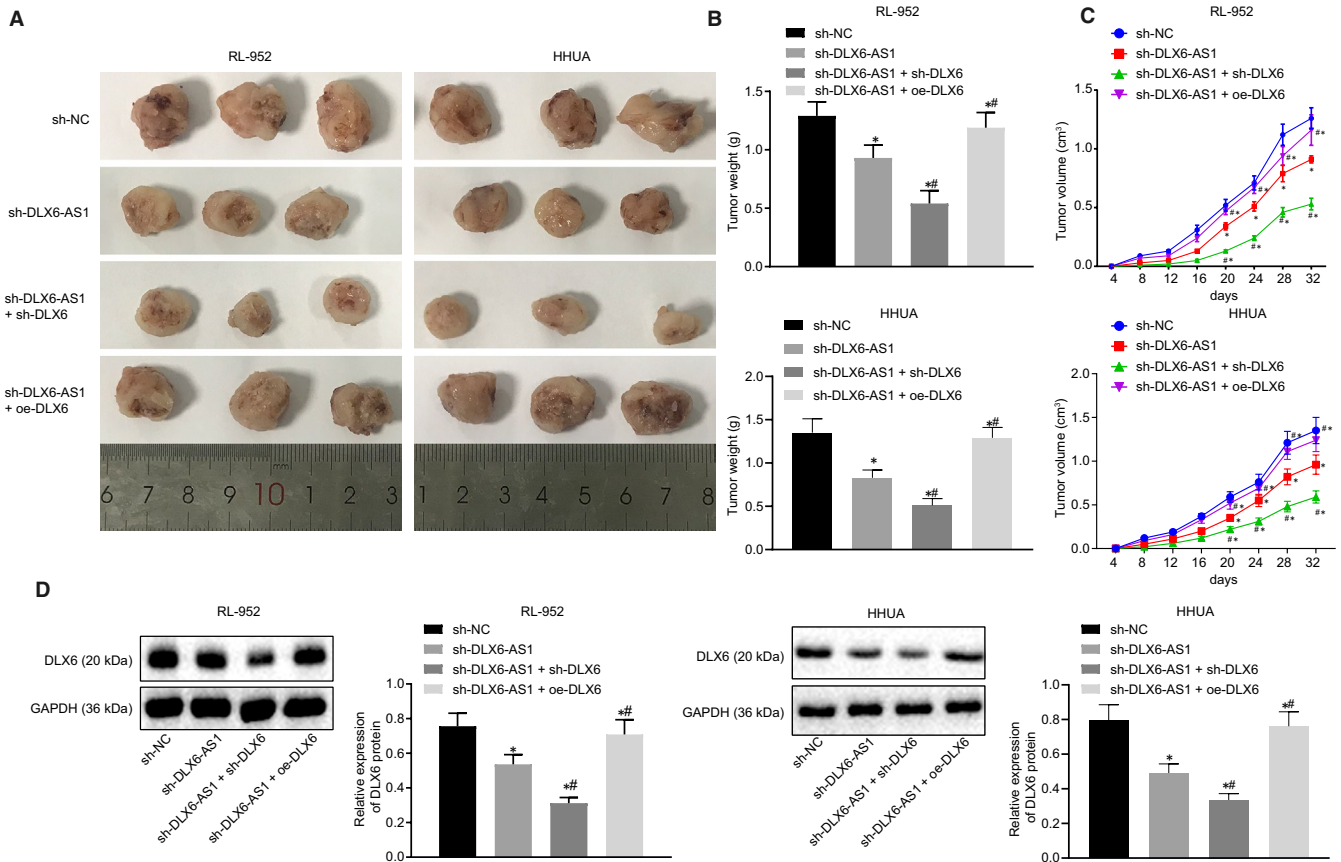 A
RL-952
HHUA
sh-NC
sh-DLX6-AS1
sh-DLX6-AS1
+ sh-DLX6
sh-DLX6-AS1
+ oe-DLX6
6 7 8 9 10 1 2 3
mm
1 2 3 4 5 6 7 8
B
RL-952
sh-NC
sh-DLX6-AS1
sh-DLX6-AS1 + sh-DLX6
sh-DLX6-AS1 + oe-DLX6
Tumor weight (g)
1.5
1.0
0.5
0.0
*
*#
*#
HHUA
sh-NC
sh-DLX6-AS1
sh-DLX6-AS1 + sh-DLX6
sh-DLX6-AS1 + oe-DLX6
Tumor weight (g)
2.0
1.5
1.0
0.5
0.0
*
*#
*#
C
RL-952
sh-NC
sh-DLX6-AS1
sh-DLX6-AS1 + sh-DLX6
sh-DLX6-AS1 + oe-DLX6
Tumor volume (cm³)
1.5
1.0
0.5
0.0
#* #* #* #*
* * * *
#* #* #* #*
4 8 12 16 20 24 28 32
days
HHUA
sh-NC
sh-DLX6-AS1
sh-DLX6-AS1 + sh-DLX6
sh-DLX6-AS1 + oe-DLX6
Tumor volume (cm³)
2.0
1.5
1.0
0.5
0.0
#* #* #* #*
* * * *
#* #* #* #*
4 8 12 16 20 24 28 32
days
D
RL-952
DLX6 (20 kDa)
GAPDH (36 kDa)
sh-NC
sh-DLX6-AS1
sh-DLX6-AS1 + sh-DLX6
sh-DLX6-AS1 + oe-DLX6
RL-952
sh-NC
sh-DLX6-AS1
sh-DLX6-AS1 + sh-DLX6
sh-DLX6-AS1 + oe-DLX6
Relative expression
of DLX6 protein
0.8
0.6
0.4
0.2
0.0
*
*#
*#
HHUA
DLX6 (20 kDa)
GAPDH (36 kDa)
sh-NC
sh-DLX6-AS1
sh-DLX6-AS1 + sh-DLX6
sh-DLX6-AS1 + oe-DLX6
HHUA
sh-NC
sh-DLX6-AS1
sh-DLX6-AS1 + sh-DLX6
sh-DLX6-AS1 + oe-DLX6
Relative expression
of DLX6 protein
1.0
0.8
0.6
0.4
0.2
0.0
*
*#
*#